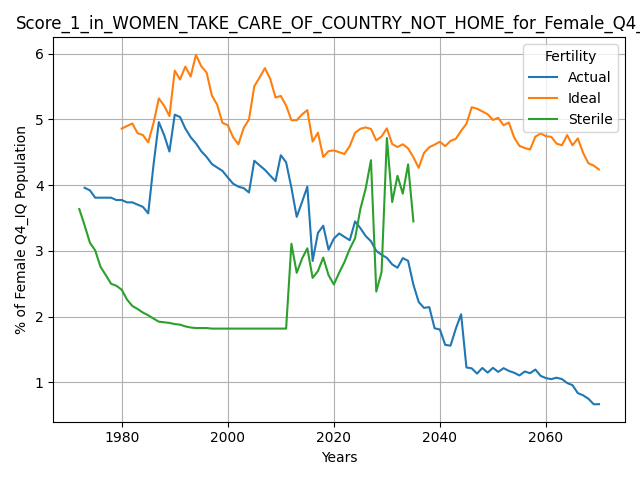 Score_1_in_WOMEN_TAKE_CARE_OF_COUNTRY_NOT_HOME_for_Female_Q4_
Fertility
Actual
Ideal
Sterile
% of Female Q4_IQ Population
6
5
4
3
2
1
1980 2000 2020 2040 2060
Years